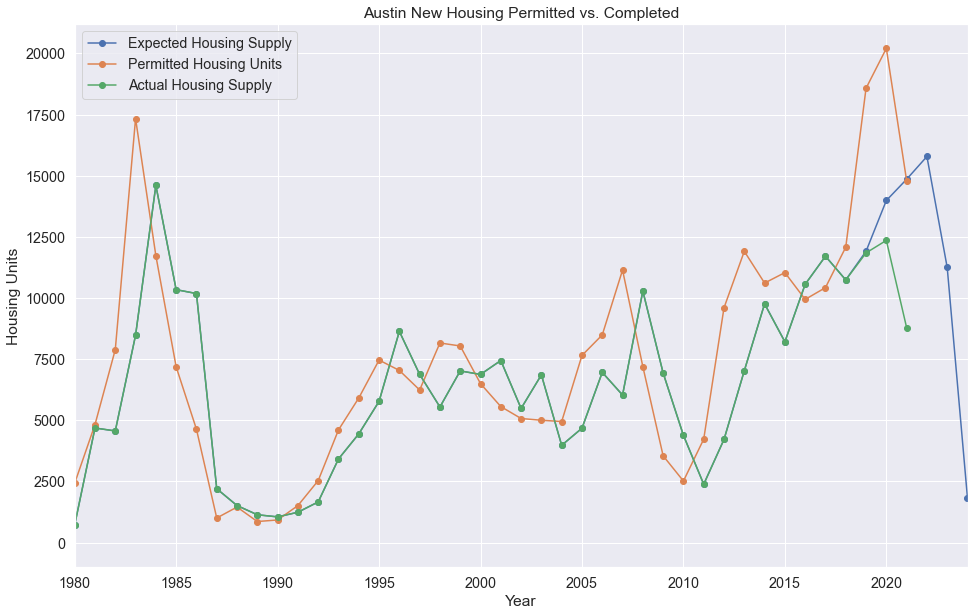 Austin New Housing Permitted vs. Completed
Expected Housing Supply
Permitted Housing Units
Actual Housing Supply
20000
17500
15000
12500
10000
7500
5000
2500
0
Housing Units
1980 1985 1990 1995 2000 2005 2010 2015 2020
Year